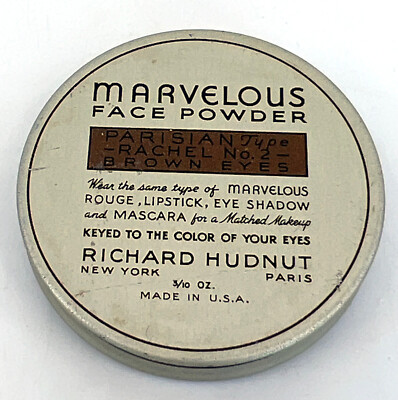 MARVELOUS
FACE POWDER
PARISIAN Type
-RACHEL No. 2-
BROWN EYES
Wear the same type of MARVELOUS
ROUGE, LIPSTICK, EYE SHADOW
and MASCARA for a Matched Makeup
KEYED TO THE COLOR OF YOUR EYES
RICHARD HUDNUT
NEW YORK PARIS
3/10 OZ.
MADE IN U.S.A.